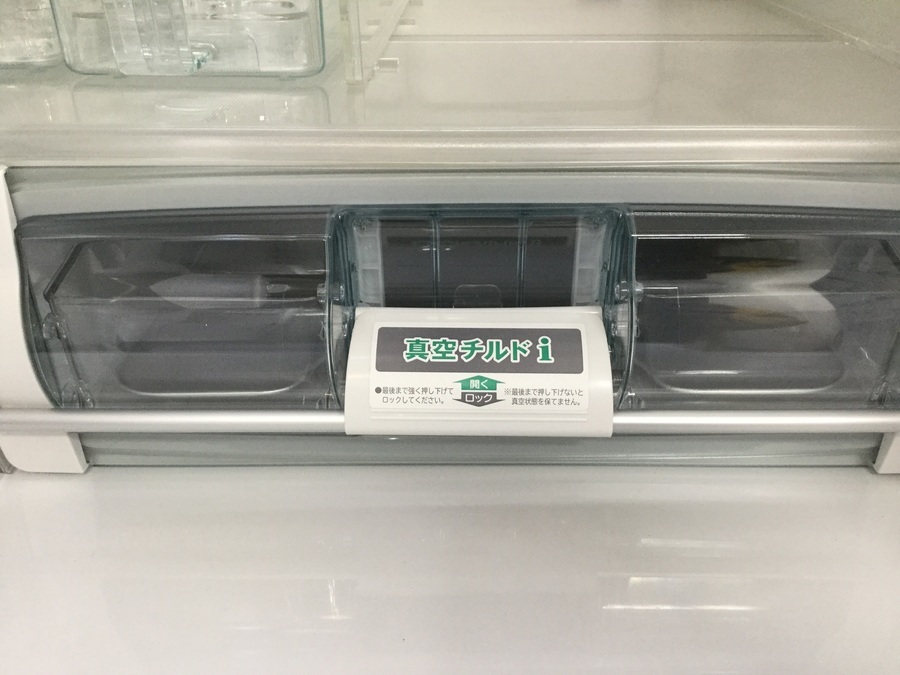 真空チルド i
●最後まで強く押し下げて
ロックしてください。
開く
ロック
※最後まで押し下げないと
真空状態を保てません。